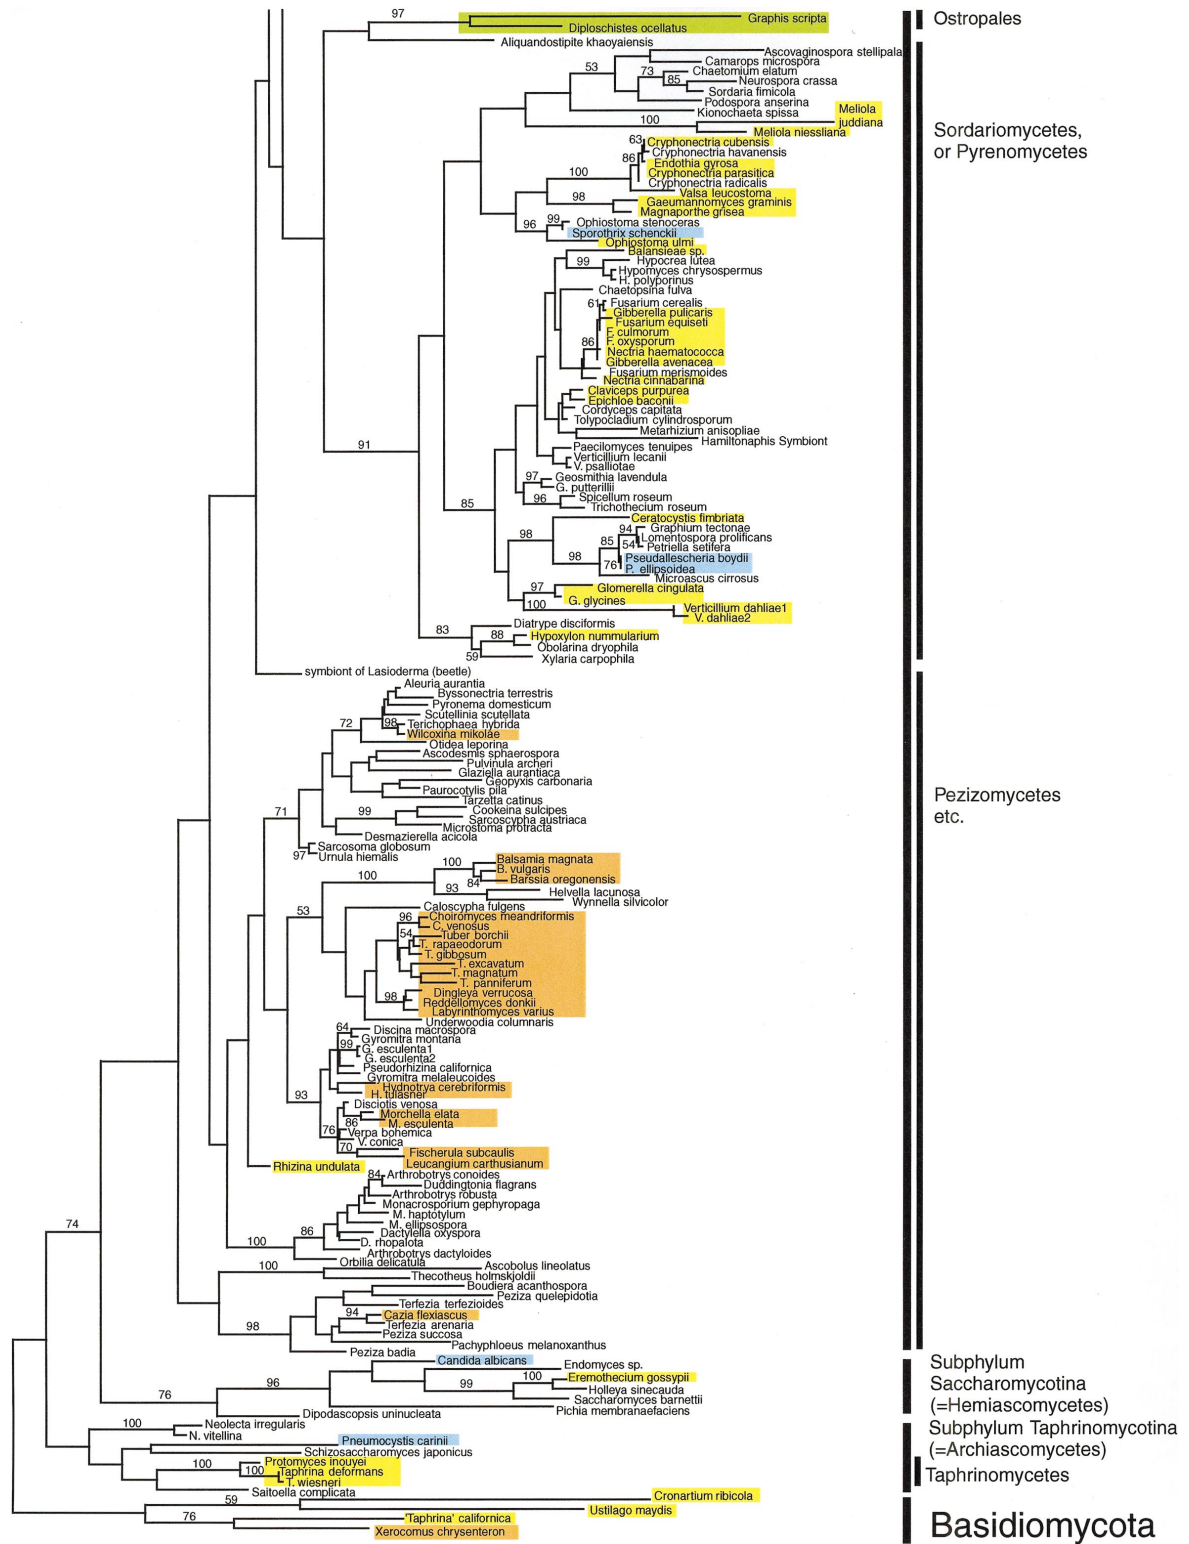 97
Graphis scripta
Diploschistes ocellatus
Ostropales
Aliquandostipite khaoyaiensis
Ascovaginospora stellipala
Camarops microspora
53
73
Chaetomium elatum
85
Neurospora crassa
Sordaria fimicola
Podospora anserina
Kionochaeta spissa
Meliola
juddiana
100
Meliola niessliana
Sordariomycetes,
or Pyrenomycetes
63
Cryphonectria cubensis
Cryphonectria havanensis
86
Endothia gyrosa
Cryphonectria parasitica
100
Cryphonectria radicalis
Valsa leucostoma
98
Gaeumannomyces graminis
Magnaporthe grisea
96
99
Ophiostoma stenoceras
Sporothrix schenckii
Ophiostoma ulmi
Balansieae sp.
99
Hypocrea lutea
Hypomyces chrysospermus
H. polyporinus
Chaetopsina fulva
61
Fusarium cerealis
Gibberella pulicaris
Fusarium equiseti
F. culmorum
F. oxysporum
86
Nectria haematococca
Gibberella avenacea
Fusarium merismoides
Nectria cinnabarina
Claviceps purpurea
Epichloe baconii
Cordyceps capitata
Tolypocladium cylindrosporum
Metarhizium anisopliae
Hamiltonaphis Symbiont
91
Paecilomyces tenuipes
Verticillium lecanii
V. psalliotae
97
Geosmithia lavendula
G. putterillii
96
Spicellum roseum
Trichothecium roseum
85
Ceratocystis fimbriata
98
94
Graphium tectonae
85
Lomentospora prolificans
54
Petriella setifera
98
76
Pseudallescheria boydii
P. ellipsoidea
Microascus cirrosus
97
Glomerella cingulata
G. glycines
100
Verticillium dahliae1
V. dahliae2
Diatrype disciformis
83
88
Hypoxylon nummularium
Obolarina dryophila
59
Xylaria carpophila
symbiont of Lasioderma (beetle)
Aleuria aurantia
Byssonectria terrestris
Pyronema domesticum
Scutellinia scutellata
72
98
Terichophaea hybrida
Wilcoxina mikolae
Otidea leporina
Ascodesmis sphaerospora
Pulvinula archeri
Glaziella aurantiaca
Geopyxis carbonaria
Paurocotylis pila
Tarzetta catinus
Pezizomycetes
etc.
71
99
Cookeina sulcipes
Sarcoscypha austriaca
Microstoma protracta
Desmazierella acicola
Sarcosoma globosum
97
Urnula hiemalis
100
Balsamia magnata
B. vulgaris
100
84
Barssia oregonensis
93
Helvella lacunosa
Wynnella silvicolor
53
Caloscypha fulgens
96
Choiromyces meandriformis
C. venosus
54
Tuber borchii
T. rapaeodorum
T. gibbosum
T. excavatum
T. magnatum
T. panniferum
98
Dingleya verrucosa
Reddellomyces donkii
Labyrinthomyces varius
Underwoodia columnaris
64
Discina macrospora
Gyromitra montana
99
G. esculenta1
G. esculenta2
Pseudorhizina californica
Gyromitra melaleucoides
93
Hydnotrya cerebriformis
H. tulasnei
Disciotis venosa
Morchella elata
86
M. esculenta
76
Verpa bohemica
V. conica
70
Fischerula subcaulis
Leucangium carthusianum
Rhizina undulata
84
Arthrobotrys conoides
Duddingtonia flagrans
Arthrobotrys robusta
Monacrosporium gephyropaga
M. haptotylum
M. ellipsospora
86
Dactylella oxyspora
D. rhopalota
100
Arthrobotrys dactyloides
Orbilia delicatula
74
100
Ascobolus lineolatus
Thecotheus holmskjoldii
Boudiera acanthospora
Peziza quelepidotia
Terfezia terfezioides
94
Cazia flexiascus
Terfezia arenaria
98
Peziza succosa
Pachyphloeus melanoxanthus
Peziza badia
Candida albicans
Endomyces sp.
100
Eremothecium gossypii
96
99
Holleya sinecauda
76
Saccharomyces barnettii
Pichia membranaefaciens
Dipodascopsis uninucleata
Subphylum
Saccharomycotina
(=Hemiascomycetes)
100
Neolecta irregularis
N. vitellina
Pneumocystis carinii
Schizosaccharomyces japonicus
Subphylum Taphrinomycotina
(=Archiascomycetes)
100
Protomyces inouyei
100
Taphrina deformans
T. wiesneri
Saitoella complicata
Taphrinomycetes
59
Cronartium ribicola
Ustilago maydis
76
'Taphrina' californica
Xerocomus chrysenteron
Basidiomycota